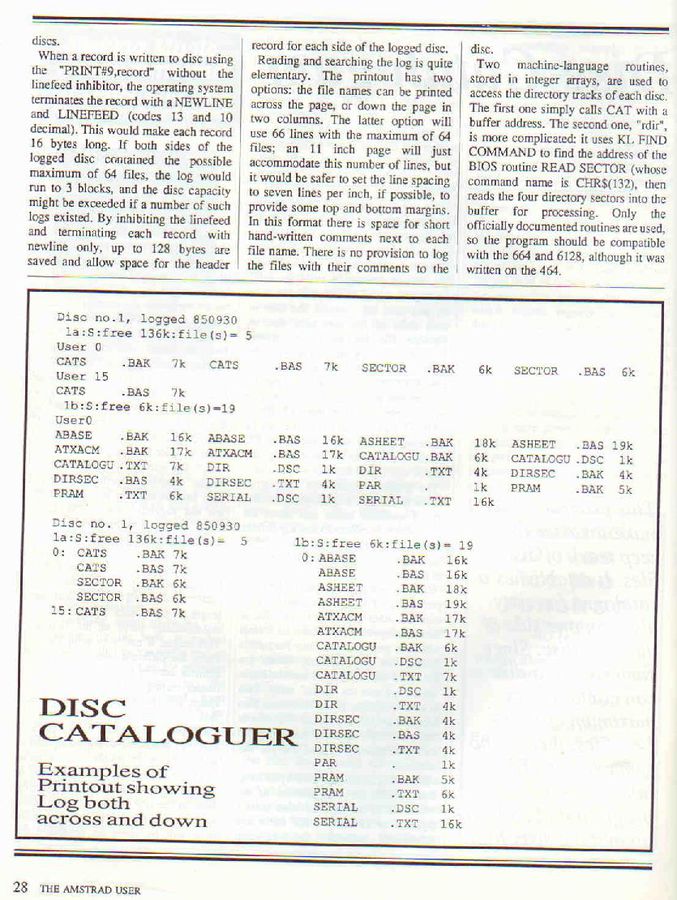 discs.
When a record is written to disc using
the "PRINT#9,record" without the
linefeed inhibitor, the operating system
terminates the record with a NEWLINE
and LINEFEED (codes 13 and 10
decimal). This would make each record
16 bytes long. If both sides of the
logged disc contained the possible
maximum of 64 files, the log would
run to 3 blocks, and the disc capacity
might be exceeded if a number of such
logs existed. By inhibiting the linefeed
and terminating each record with
newline only, up to 128 bytes are
saved and allow space for the header
record for each side of the logged disc.
Reading and searching the log is quite
elementary. The printout has two
options: the file names can be printed
across the page, or down the page in
two columns. The latter option will
use 66 lines with the maximum of 64
files; an 11 inch page will just
accommodate this number of lines, but
it would be safer to set the line spacing
to seven lines per inch, if possible, to
provide some top and bottom margins.
In this format there is space for short
hand-written comments next to each
file name. There is no provision to log
the files with their comments to the
disc.
Two machine-language routines,
stored in integer arrays, are used to
access the directory tracks of each disc.
The first one simply calls CAT with a
buffer address. The second one, "rdir",
is more complicated: it uses KL FIND
COMMAND to find the address of the
BIOS routine READ SECTOR (whose
command name is CHR$(132), then
reads the four directory sectors into the
buffer for processing. Only the
officially documented routines are used,
so the program should be compatible
with the 664 and 6128, although it was
written on the 464.
Disc no.1, logged 850930
1a:S:free 136k:file(s)= 5
User 0
CATS .BAK 7k CATS .BAS 7k SECTOR .BAK 6k SECTOR .BAS 6k
User 15
CATS .BAS 7k
1b:S:free 6k:file(s)=19
User0
ABASE .BAK 16k ABASE .BAS 16k ASHEET .BAK 18k ASHEET .BAS 19k
ATXACM .BAK 17k ATXACM .BAS 17k CATALOGU .BAK 6k CATALOGU .DSC 1k
CATALOGU .TXT 7k DIR .DSC 1k DIR .TXT 4k DIRSEC .BAK 4k
DIRSEC .BAS 4k DIRSEC .TXT 4k PAR . 1k PRAM .BAK 5k
PRAM .TXT 6k SERIAL .DSC 1k SERIAL .TXT 16k
Disc no. 1, logged 850930
1a:S:free 136k:file(s)= 5
0: CATS .BAK 7k
CATS .BAS 7k
SECTOR .BAK 6k
SECTOR .BAS 6k
15:CATS .BAS 7k
1b:S:free 6k:file(s)= 19
0:ABASE .BAK 16k
ABASE .BAS 16k
ASHEET .BAK 18k
ASHEET .BAS 19k
ATXACM .BAK 17k
ATXACM .BAS 17k
CATALOGU .BAK 6k
CATALOGU .DSC 1k
CATALOGU .TXT 7k
DIR .DSC 1k
DIR .TXT 4k
DIRSEC .BAK 4k
DIRSEC .BAS 4k
DIRSEC .TXT 4k
PAR . 1k
PRAM .BAK 5k
PRAM .TXT 6k
SERIAL .DSC 1k
SERIAL .TXT 16k
DISC
CATALOGUER
Examples of
Printout showing
Log both
across and down
28 THE AMSTRAD USER